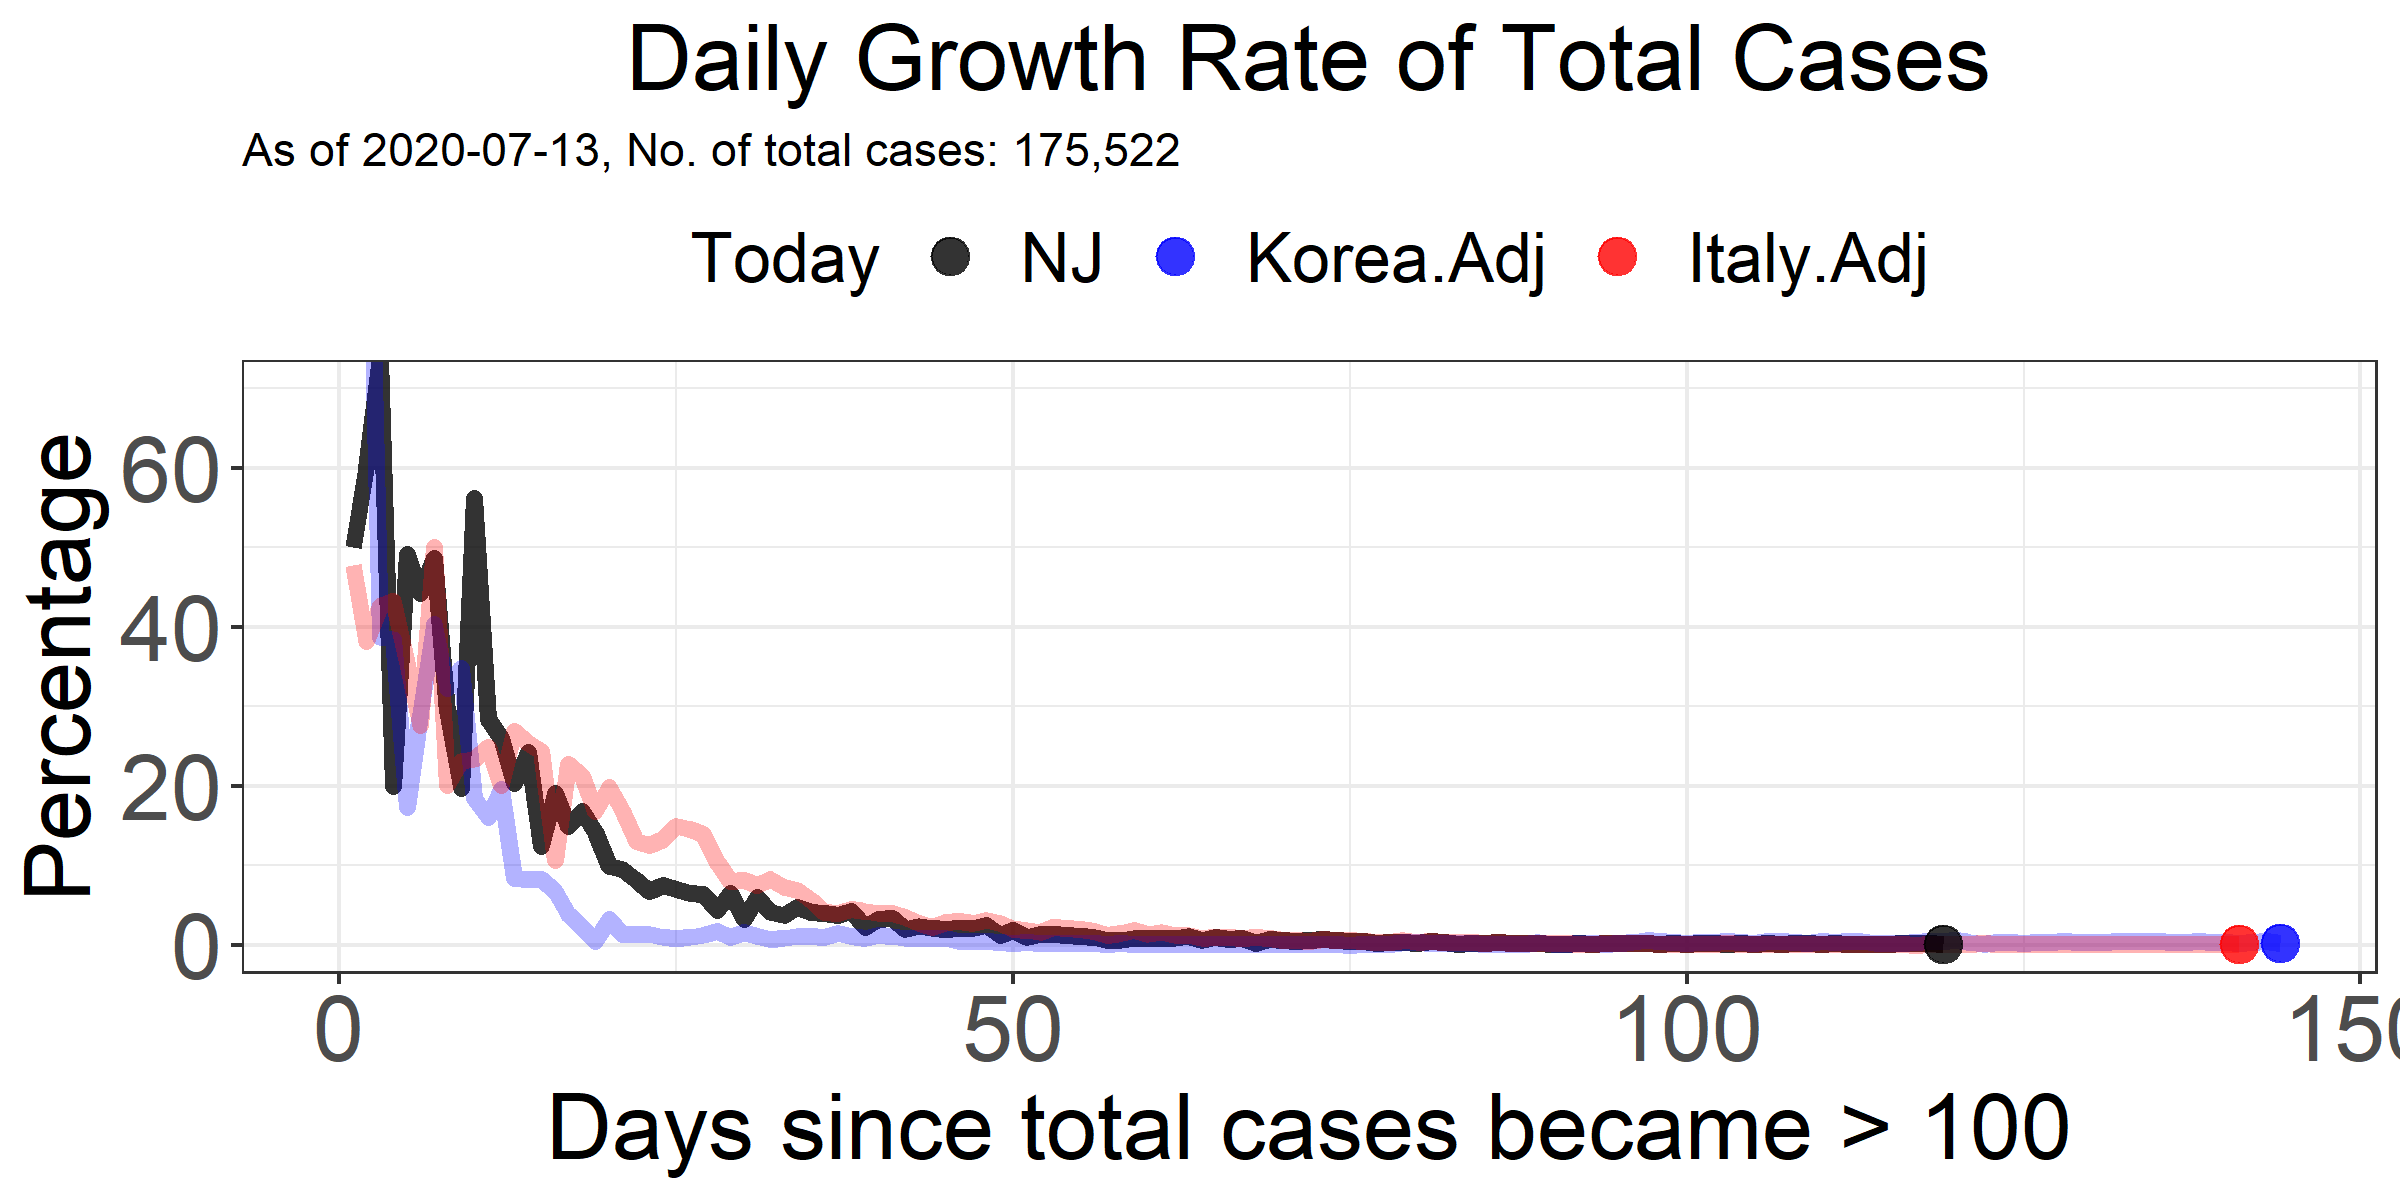 Daily Growth Rate of Total Cases
As of 2020-07-13, No. of total cases: 175,522
Today NJ Korea.Adj Italy.Adj
Percentage
60
40
20
0
0 50 100 150
Days since total cases became > 100